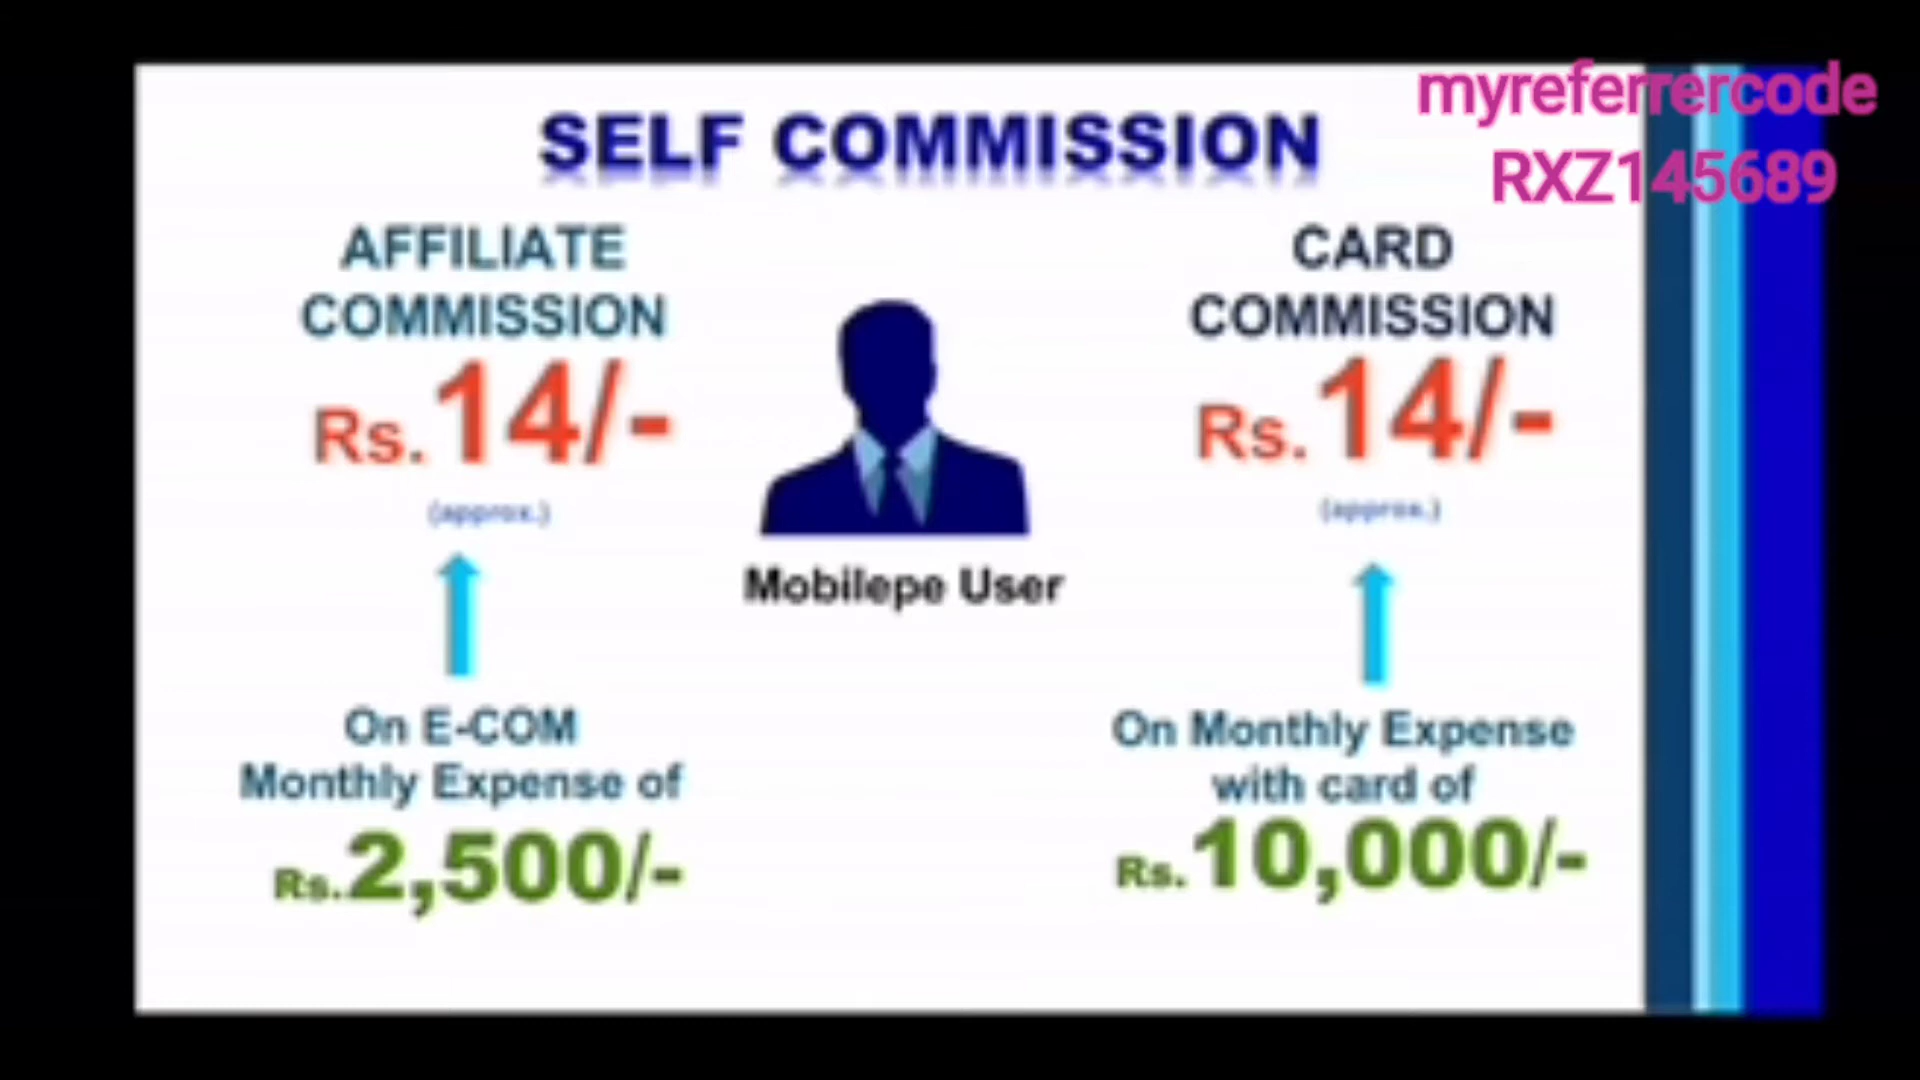 myreferrercode
RXZ145689
SELF COMMISSION
AFFILIATE
COMMISSION
Rs.14/-
(approx.)
On E-COM
Monthly Expense of
Rs.2,500/-
Mobilepe User
CARD
COMMISSION
Rs.14/-
(approx.)
On Monthly Expense
with card of
Rs.10,000/-